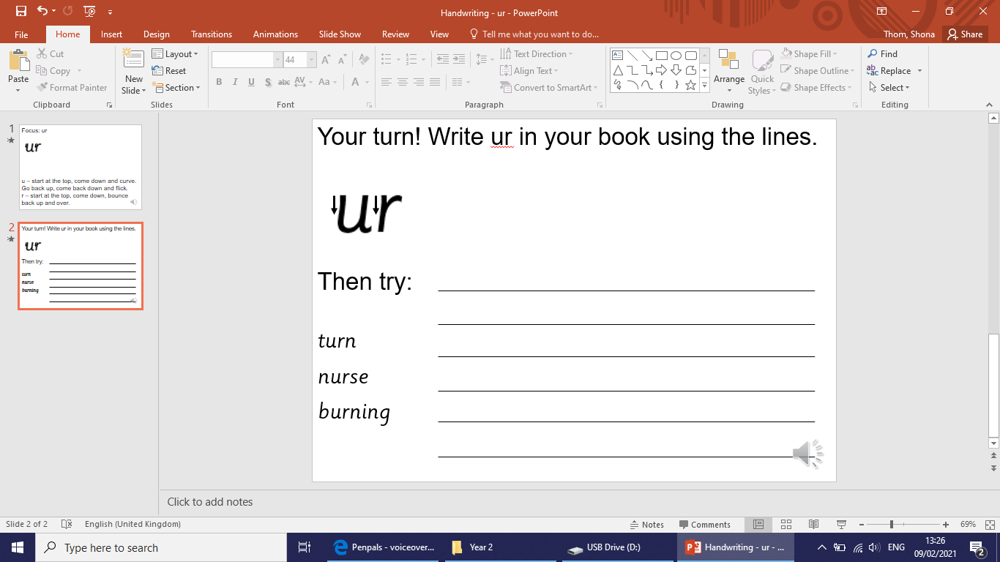 Handwriting - ur - PowerPoint
File Home Insert Design Transitions Animations Slide Show Review View Tell me what you want to do... Thom, Shona Share
Paste
Cut
Copy
Format Painter
Clipboard
New Slide
Layout
Reset
Section
Slides
44
B I U S abc AV Aa A
Font
Text Direction
Align Text
Convert to SmartArt
Paragraph
Arrange
Quick Styles
Shape Fill
Shape Outline
Shape Effects
Drawing
Find
Replace
Select
Editing
1
Focus: ur
ur
u – start at the top, come down and curve.
Go back up, come back down and flick.
r – start at the top, come down, bounce
back up and over.
2
Your turn! Write ur in your book using the lines.
ur
Then try:
turn
nurse
burning
Your turn! Write ur in your book using the lines.
ur
Then try:
turn
nurse
burning
Click to add notes
Slide 2 of 2 English (United Kingdom) Notes Comments 69%
Type here to search Penpals - voiceover... Year 2 USB Drive (D:) Handwriting - ur - ... ENG 13:26
09/02/2021 2